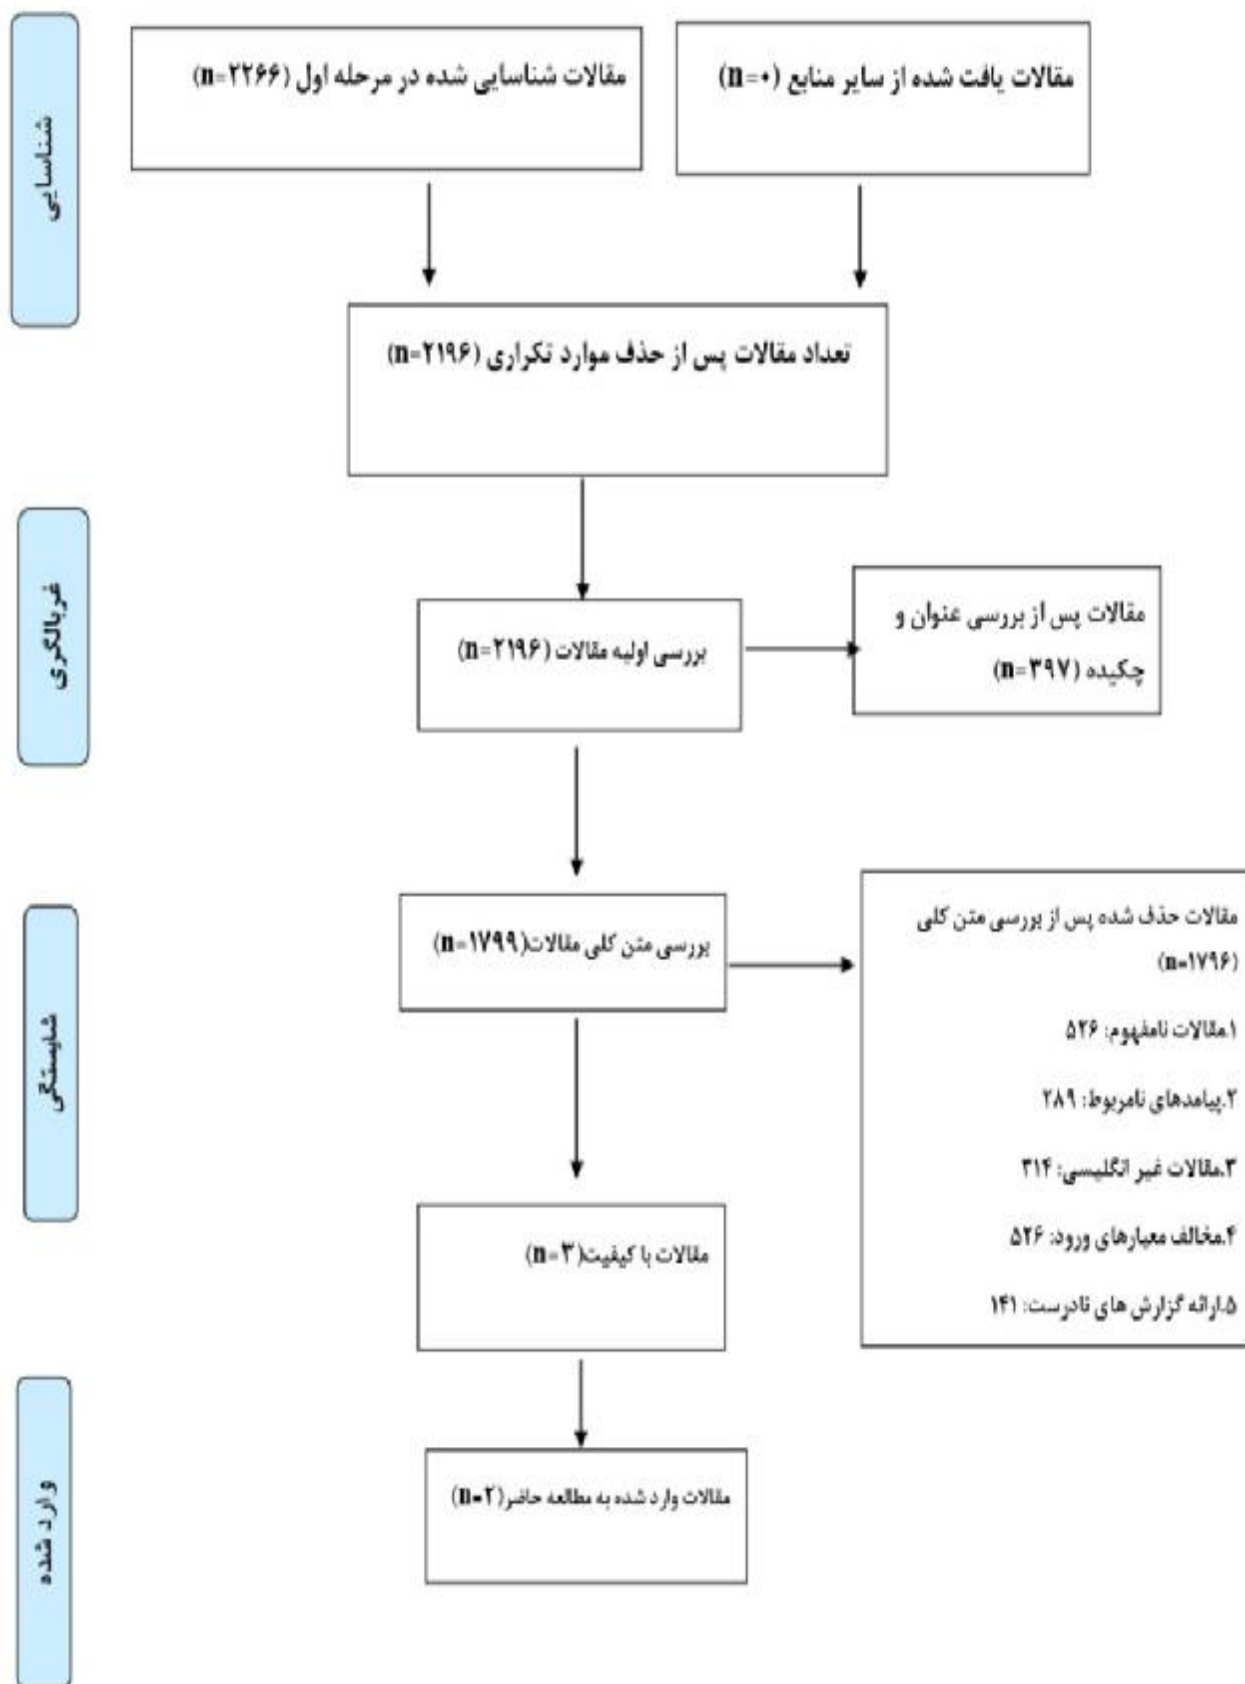 شناسایی
مقالات یافت شده از سایر منابع (n=۰)
مقالات شناسایی شده در مرحله اول (n=۲۲۶۶)
تعداد مقالات پس از حذف موارد تکراری (n=۲۱۹۶)
غربالگری
بررسی اولیه مقالات (n=۲۱۹۶)
مقالات پس از بررسی عنوان و
چکیده (n=۳۹۷)
شایستگی
بررسی متن کلی مقالات(n=۱۷۹۹)
مقالات حذف شده پس از بررسی متن کلی
(n=۱۷۹۶)
۱.مقالات نامفهوم: ۵۲۶
۲.پیامدهای نامربوط: ۲۸۹
۳.مقالات غیر انگلیسی: ۳۱۴
۴.مخالف معیارهای ورود: ۵۲۶
۵.ارائه گزارش های نادرست: ۱۴۱
مقالات با کیفیت(n=۳)
وارد شده
مقالات وارد شده به مطالعه حاضر(n=۲)